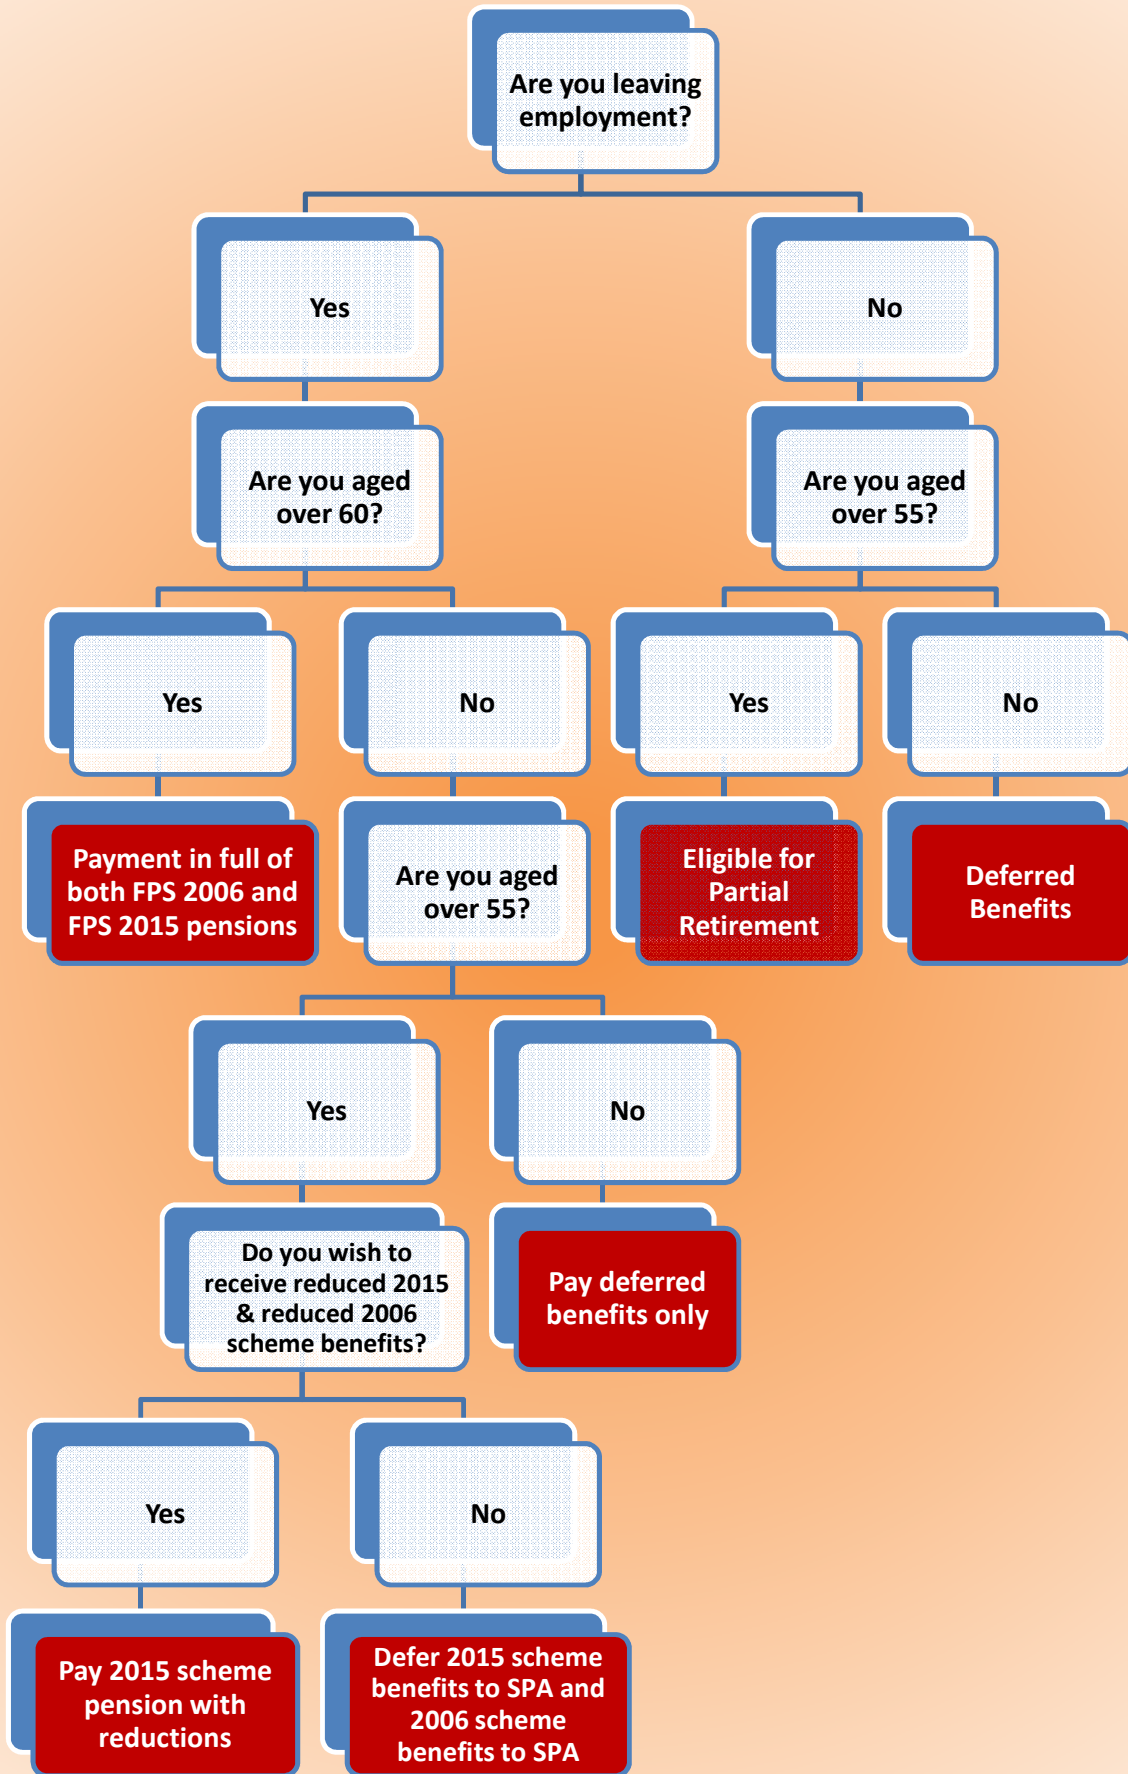 Are you leaving
employment?
Yes
No
Are you aged
over 60?
Are you aged
over 55?
Yes
No
Yes
No
Payment in full of
both FPS 2006 and
FPS 2015 pensions
Are you aged
over 55?
Eligible for
Partial
Retirement
Deferred
Benefits
Yes
No
Do you wish to
receive reduced 2015
& reduced 2006
scheme benefits?
Pay deferred
benefits only
Yes
No
Pay 2015 scheme
pension with
reductions
Defer 2015 scheme
benefits to SPA and
2006 scheme
benefits to SPA